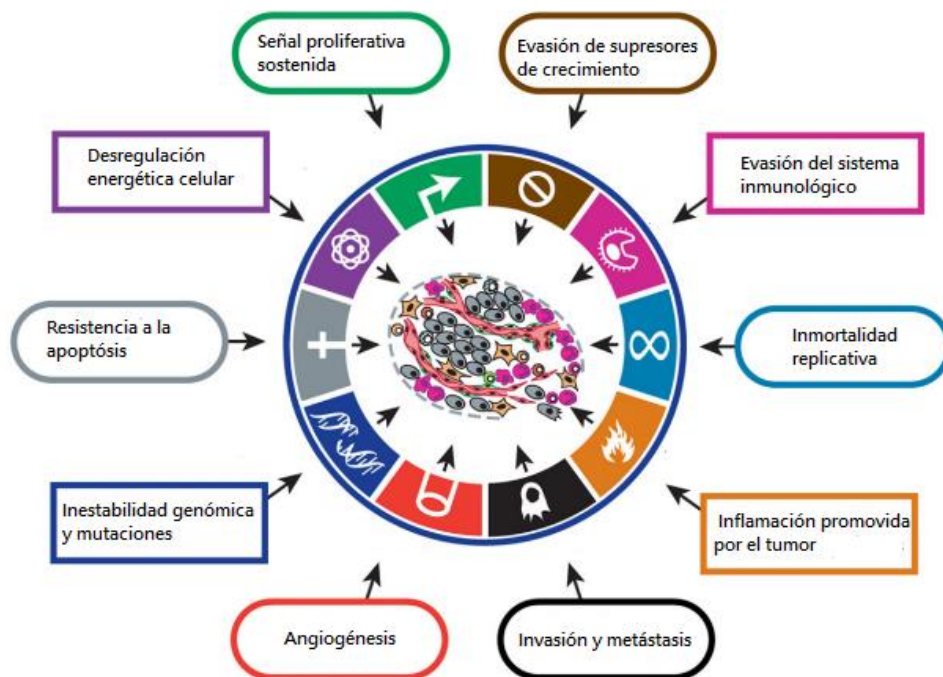 Señal proliferativa
sostenida
Evasión de supresores
de crecimiento
Desregulación
energética celular
Evasión del sistema
inmunológico
Resistencia a la
apoptósis
Inmortalidad
replicativa
Inestabilidad genómica
y mutaciones
Inflamación promovida
por el tumor
Angiogénesis
Invasión y metástasis